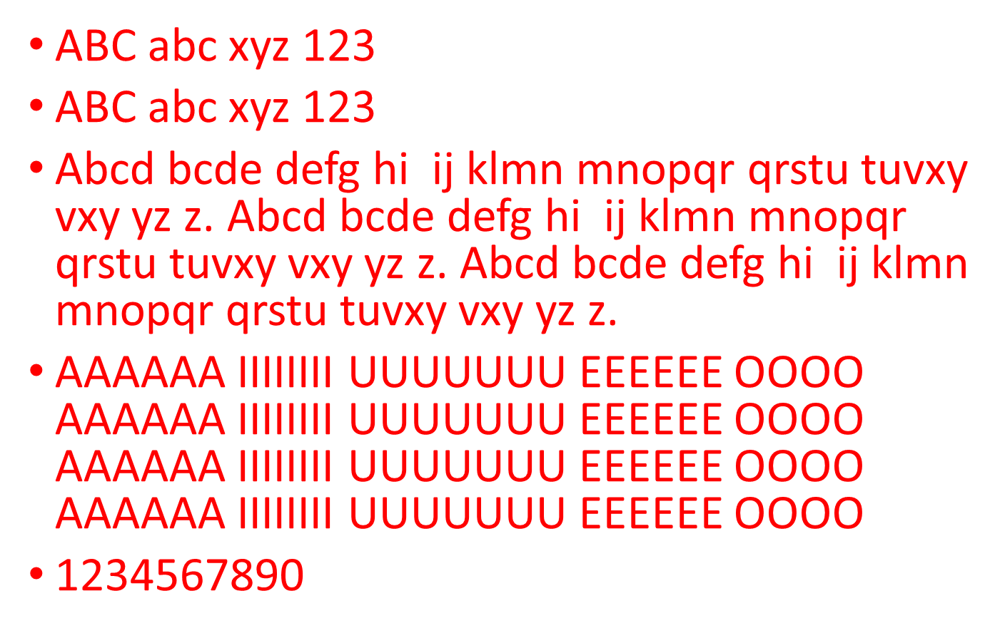 • ABC abc xyz 123
• ABC abc xyz 123
• Abcd bcde defg hi  ij klmn mnopqr qrstu tuvxy
vxy yz z. Abcd bcde defg hi  ij klmn mnopqr
qrstu tuvxy vxy yz z. Abcd bcde defg hi  ij klmn
mnopqr qrstu tuvxy vxy yz z.
• AAAAAA IIIIIIII UUUUUUU EEEEEE OOOO
AAAAAA IIIIIIII UUUUUUU EEEEEE OOOO
AAAAAA IIIIIIII UUUUUUU EEEEEE OOOO
AAAAAA IIIIIIII UUUUUUU EEEEEE OOOO
• 1234567890